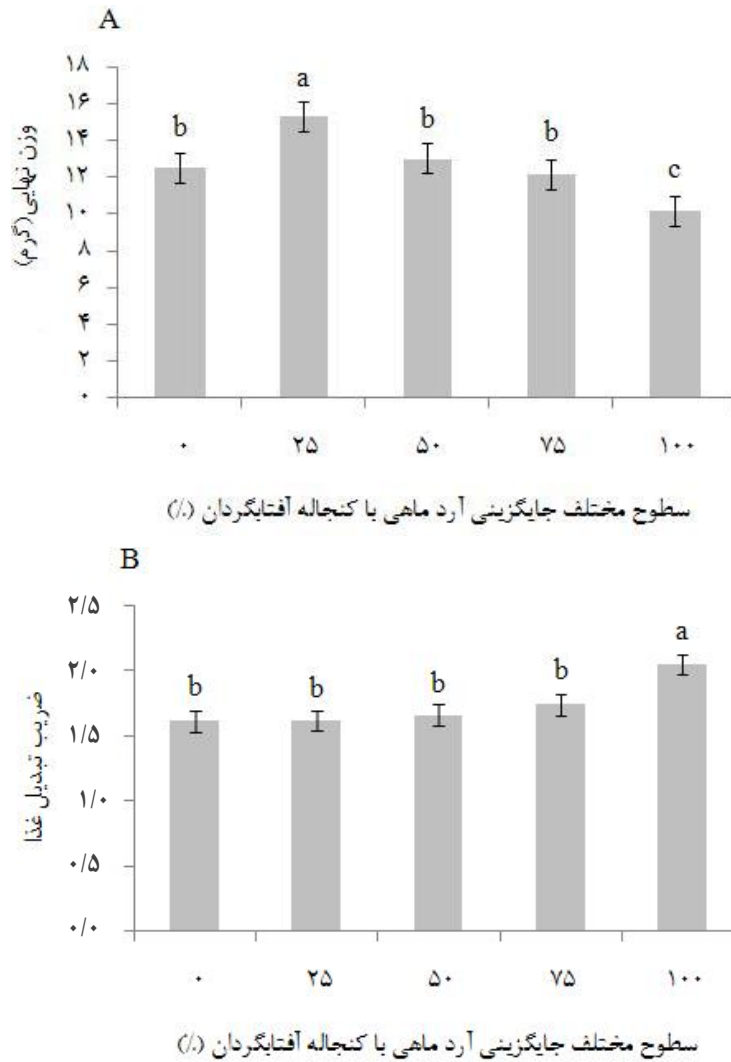 A
۱۸
۱۶
۱۴
۱۲
۱۰
۸
۶
۴
۲
۰
وزن نهایی(گرم)
b
a
b
b
c
۰ ۲۵ ۵۰ ۷۵ ۱۰۰
سطوح مختلف جایگزینی آرد ماهی با کنجاله آفتابگردان (٪)
B
۲/۵
۲/۰
۱/۵
۱/۰
۰/۵
۰/۰
ضریب تبدیل غذا
b
b
b
b
a
۰ ۲۵ ۵۰ ۷۵ ۱۰۰
سطوح مختلف جایگزینی آرد ماهی با کنجاله آفتابگردان (٪)